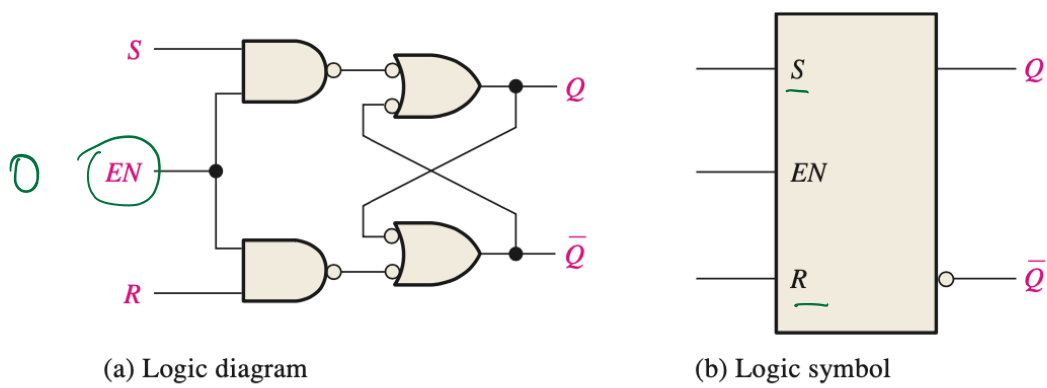 S
Q
0 EN
R
Q̅
(a) Logic diagram
S
Q
EN
R
Q̅
(b) Logic symbol